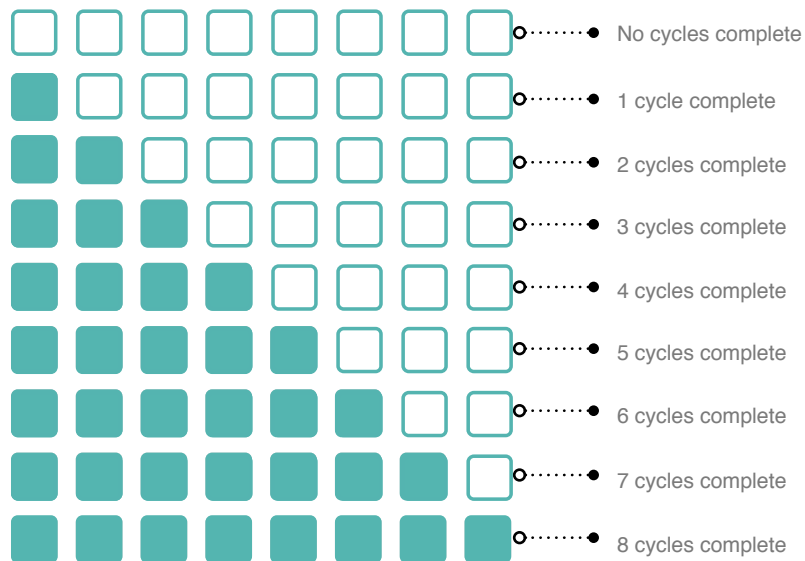 No cycles complete
1 cycle complete
2 cycles complete
3 cycles complete
4 cycles complete
5 cycles complete
6 cycles complete
7 cycles complete
8 cycles complete